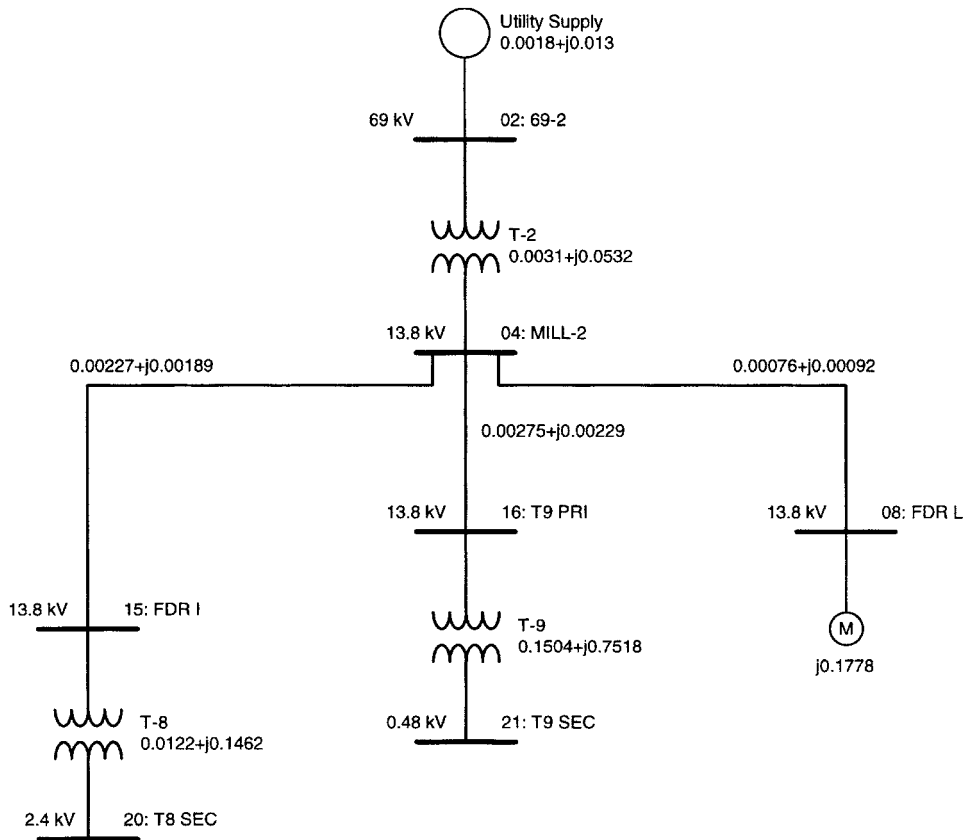 Utility Supply
0.0018+j0.013
69 kV
02: 69-2
T-2
0.0031+j0.0532
13.8 kV
04: MILL-2
0.00227+j0.00189
0.00076+j0.00092
0.00275+j0.00229
13.8 kV
16: T9 PRI
13.8 kV
08: FDR L
13.8 kV
15: FDR I
T-9
0.1504+j0.7518
M
j0.1778
T-8
0.0122+j0.1462
0.48 kV
21: T9 SEC
2.4 kV
20: T8 SEC